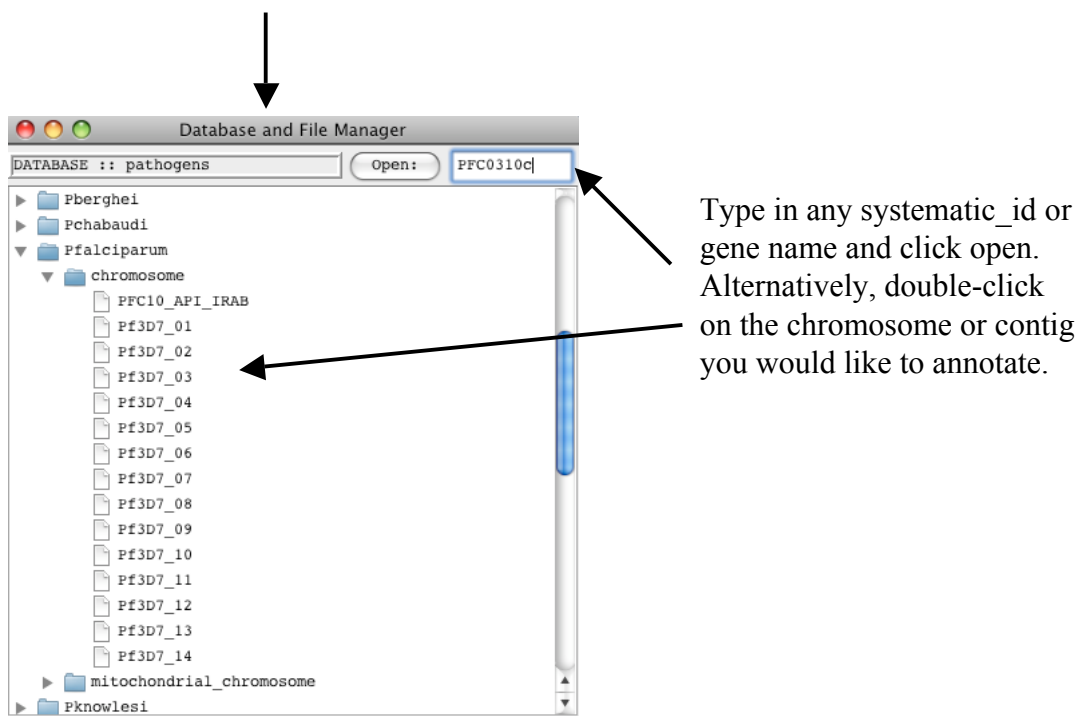 Database and File Manager
DATABASE :: pathogens
Open:
PFC0310c
Pberghei
Pchabaudi
Pfalciparum
chromosome
PFC10_API_IRAB
Pf3D7_01
Pf3D7_02
Pf3D7_03
Pf3D7_04
Pf3D7_05
Pf3D7_06
Pf3D7_07
Pf3D7_08
Pf3D7_09
Pf3D7_10
Pf3D7_11
Pf3D7_12
Pf3D7_13
Pf3D7_14
mitochondrial_chromosome
Pknowlesi
Type in any systematic_id or
gene name and click open.
Alternatively, double-click
on the chromosome or contig
you would like to annotate.